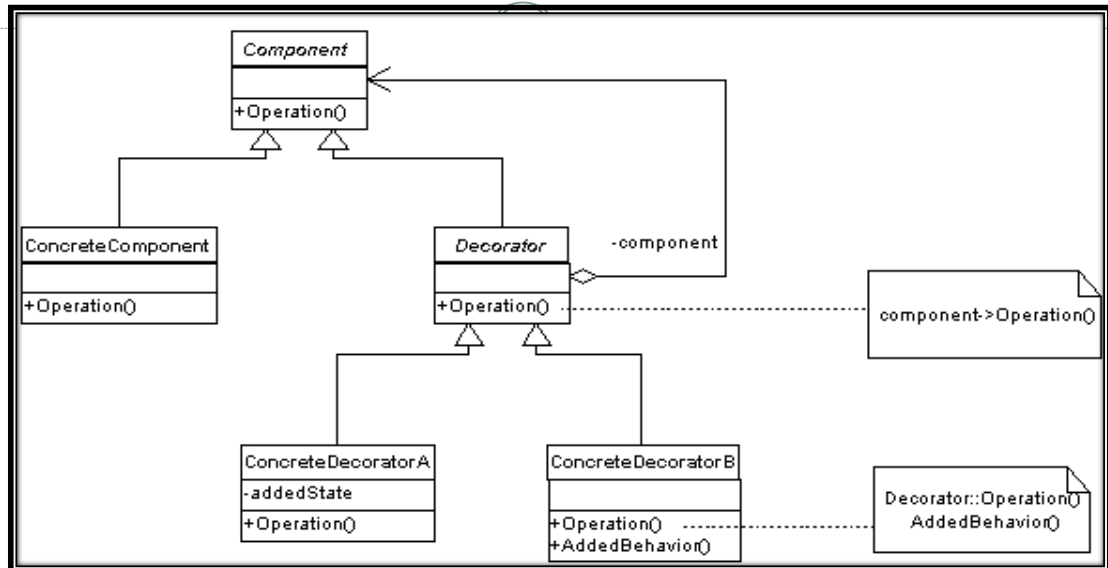 Component
+Operation()
ConcreteComponent
+Operation()
Decorator
+Operation()
-component
component->Operation()
ConcreteDecoratorA
-addedState
+Operation()
ConcreteDecoratorB
+Operation()
+AddedBehavior()
Decorator::Operation()
AddedBehavior()